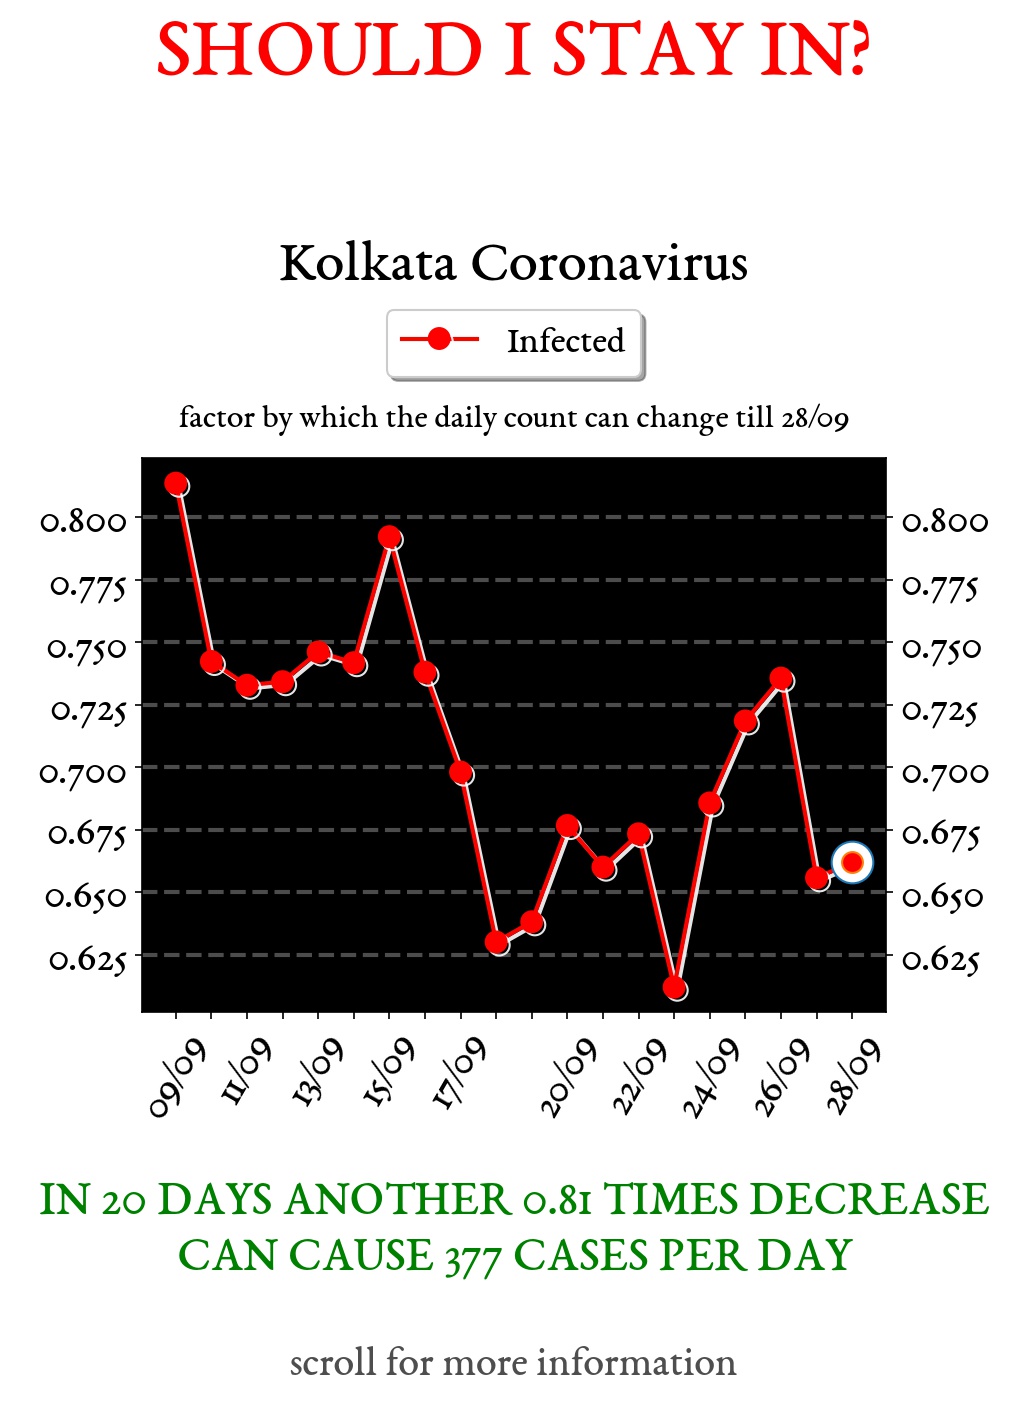 SHOULD I STAY IN?
Kolkata Coronavirus
Infected
factor by which the daily count can change till 28/09
0.800 0.800
0.775 0.775
0.750 0.750
0.725 0.725
0.700 0.700
0.675 0.675
0.650 0.650
0.625 0.625
09/09 11/09 13/09 15/09 17/09 20/09 22/09 24/09 26/09 28/09
IN 20 DAYS ANOTHER 0.81 TIMES DECREASE
CAN CAUSE 377 CASES PER DAY
scroll for more information